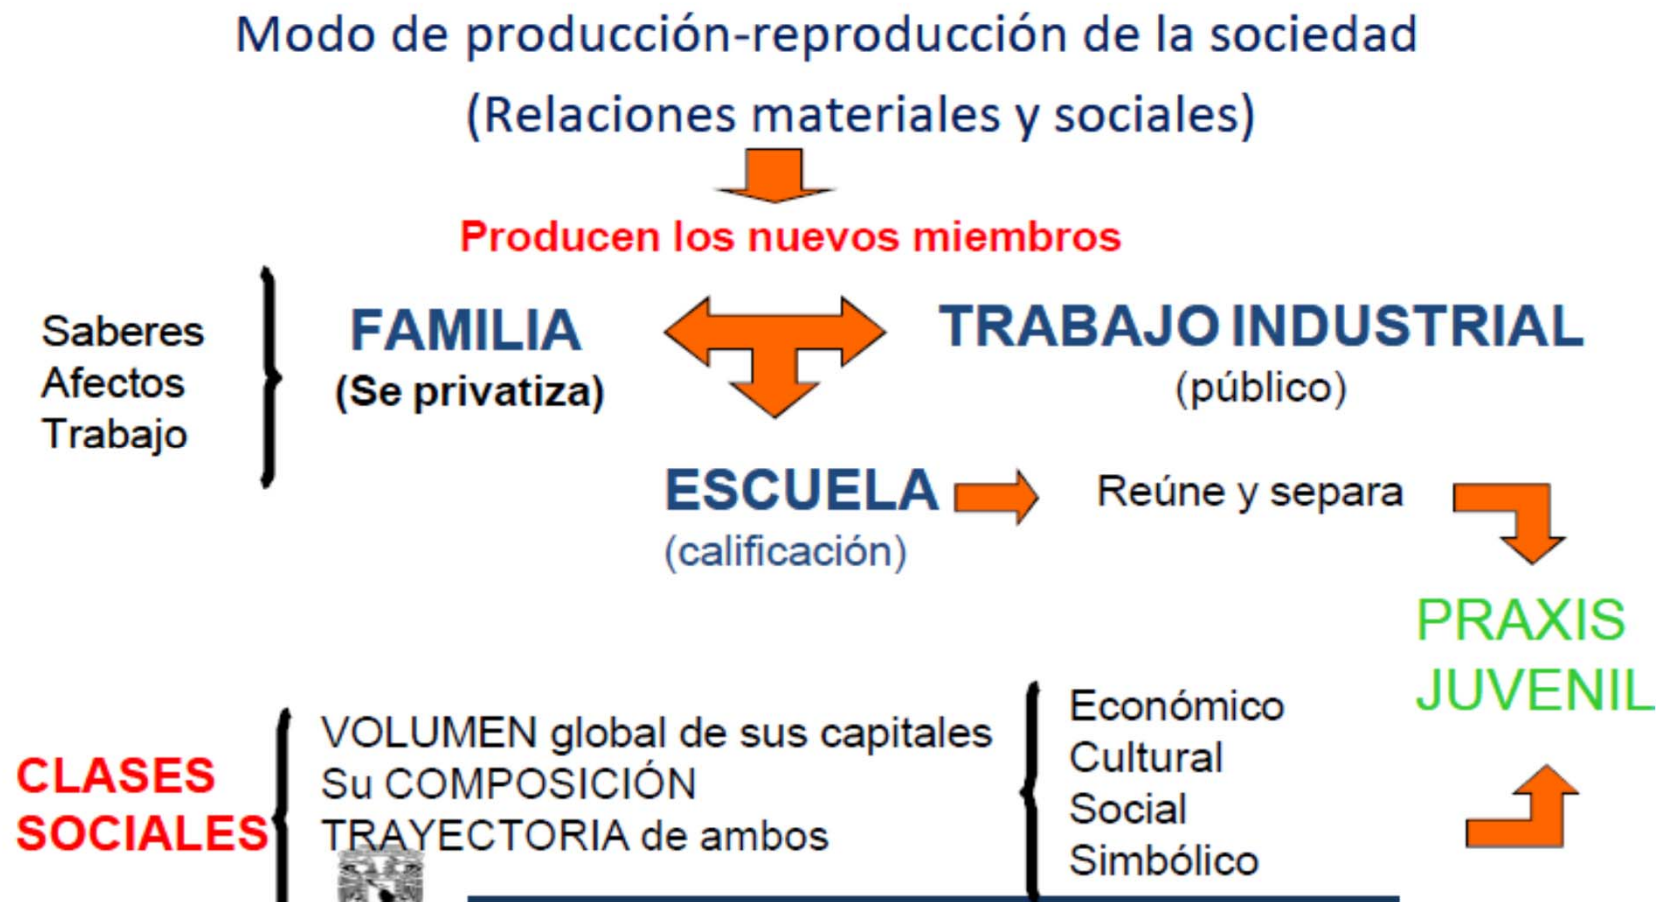 Modo de producción-reproducción de la sociedad
(Relaciones materiales y sociales)
Producen los nuevos miembros
Saberes
Afectos
Trabajo
FAMILIA
(Se privatiza)
TRABAJO INDUSTRIAL
(público)
ESCUELA
(calificación)
Reúne y separa
PRAXIS
JUVENIL
CLASES
SOCIALES
VOLUMEN global de sus capitales
Su COMPOSICIÓN
TRAYECTORIA de ambos
Económico
Cultural
Social
Simbólico